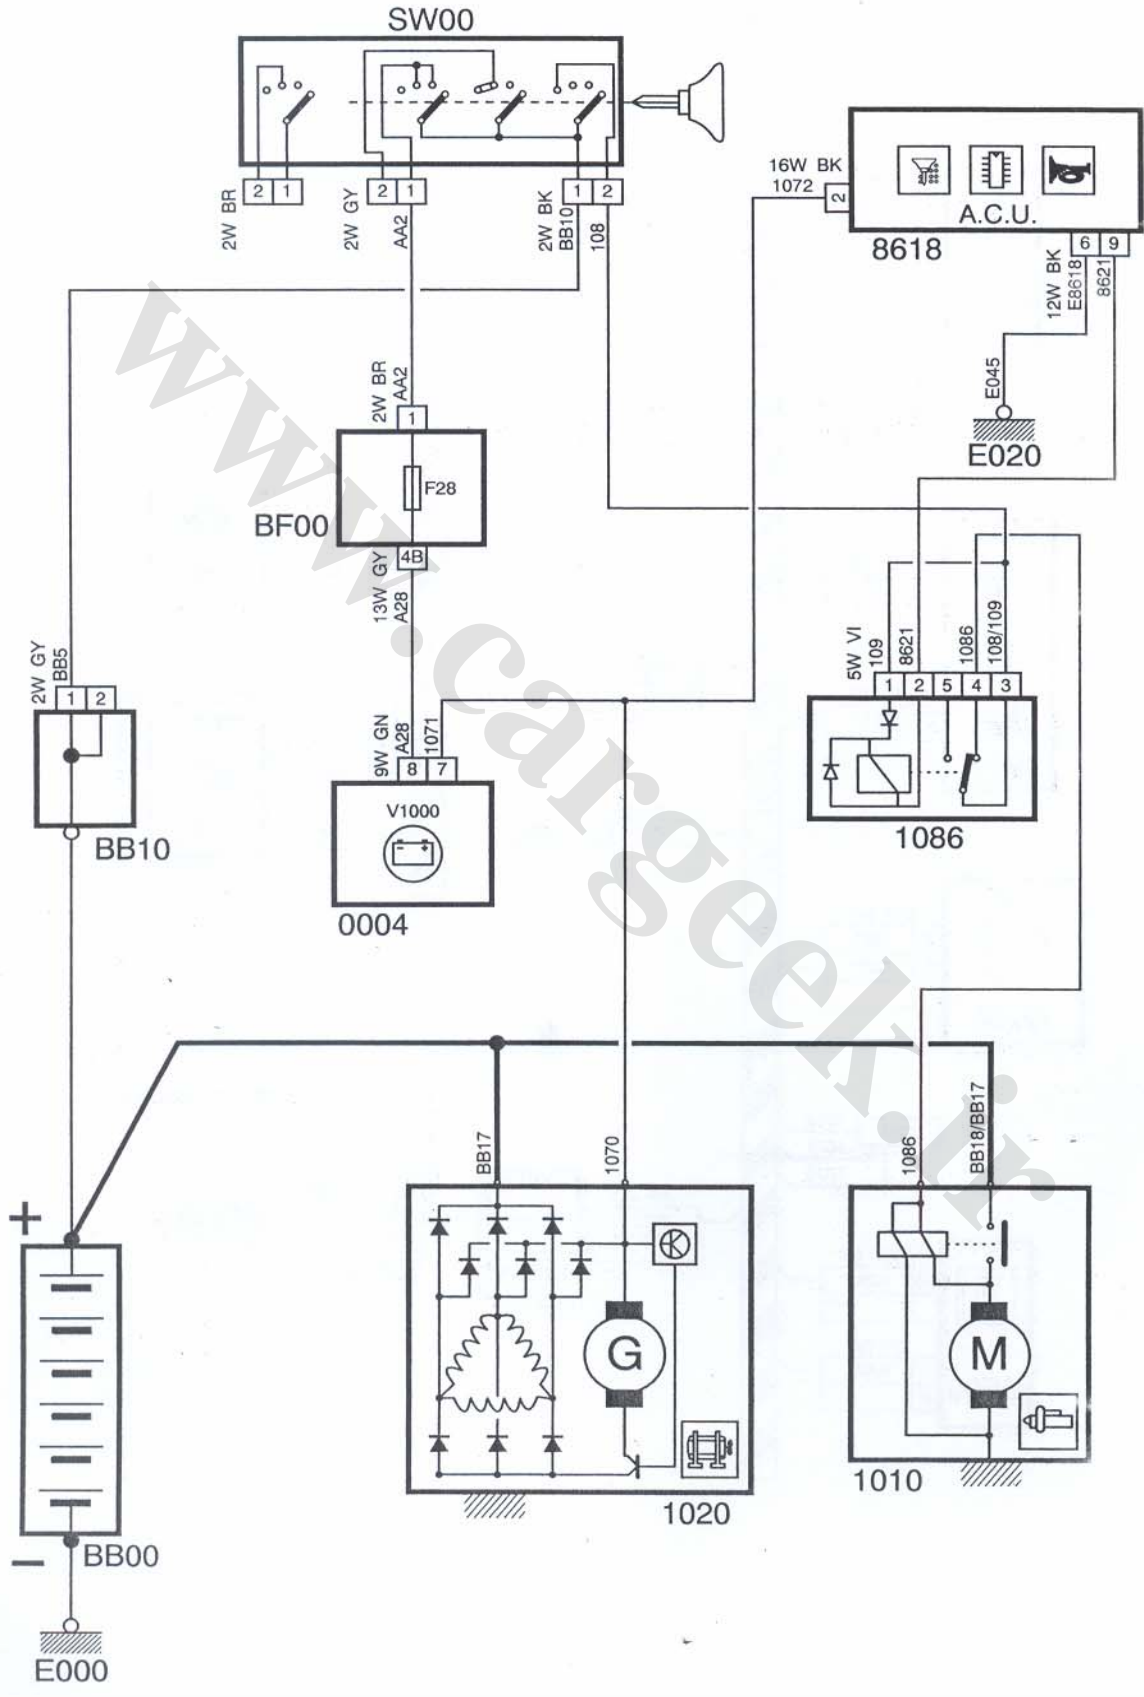 SW00
2 1
2 1
1 2
2W BR
2W GY
AA2
2W BK
BB10
108
16W BK
1072
2
A.C.U.
8618
6 9
12W BK
E8618
8621
E045
E020
2W BR
AA2
1
F28
BF00
4B
13W GY
A28
2W GY
BB5
1 2
BB10
9W GN
A28
1071
8 7
V1000
- +
0004
5W VI
109
8621
1086
108/109
1 2 5 4 3
1086
BB17
1070
1086
BB18/BB17
G
M
1020
1010
+
-
BB00
E000
www.cargeek.ir